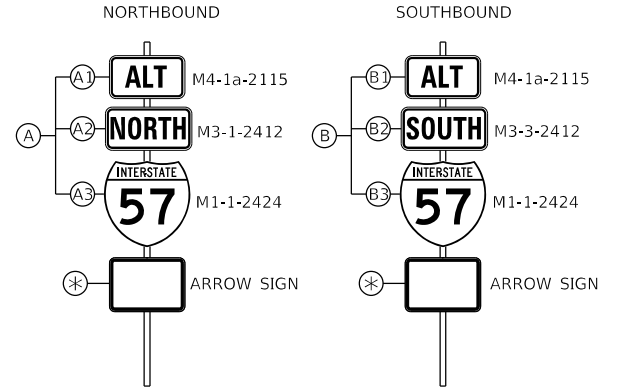 NORTHBOUND
A1 ALT M4-1a-2115
A A2 NORTH M3-1-2412
INTERSTATE
A3 57 M1-1-2424
* ARROW SIGN
SOUTHBOUND
B1 ALT M4-1a-2115
B B2 SOUTH M3-3-2412
INTERSTATE
B3 57 M1-1-2424
* ARROW SIGN